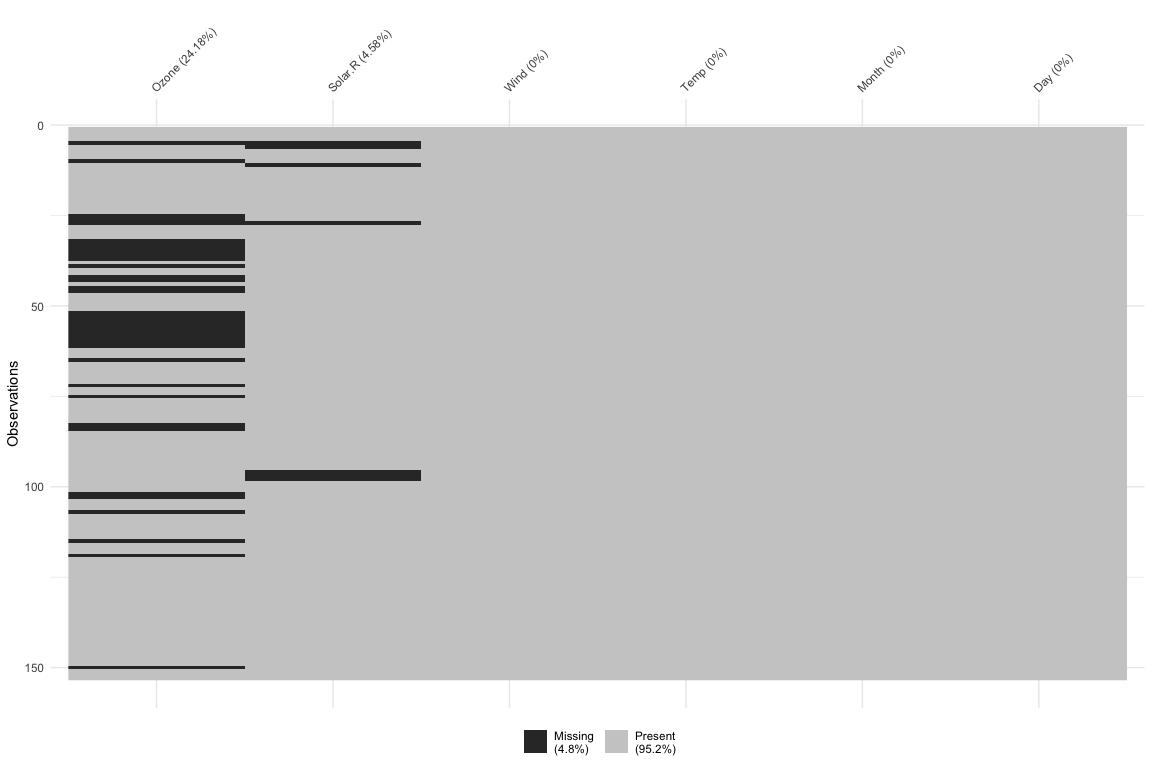 Ozone (24.18%)
Solar.R (4.58%)
Wind (0%)
Temp (0%)
Month (0%)
Day (0%)
0
50
100
150
Observations
Missing
(4.8%)
Present
(95.2%)